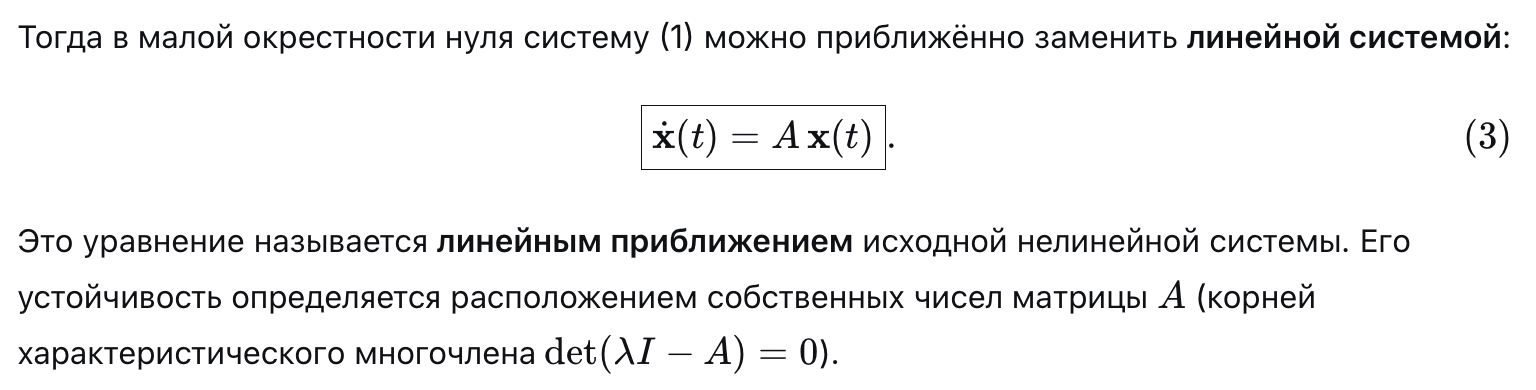 Тогда в малой окрестности нуля систему (1) можно приближённо заменить линейной системой:
ẋ(t) = A x(t). (3)
Это уравнение называется линейным приближением исходной нелинейной системы. Его
устойчивость определяется расположением собственных чисел матрицы A (корней
характеристического многочлена det(λI − A) = 0).